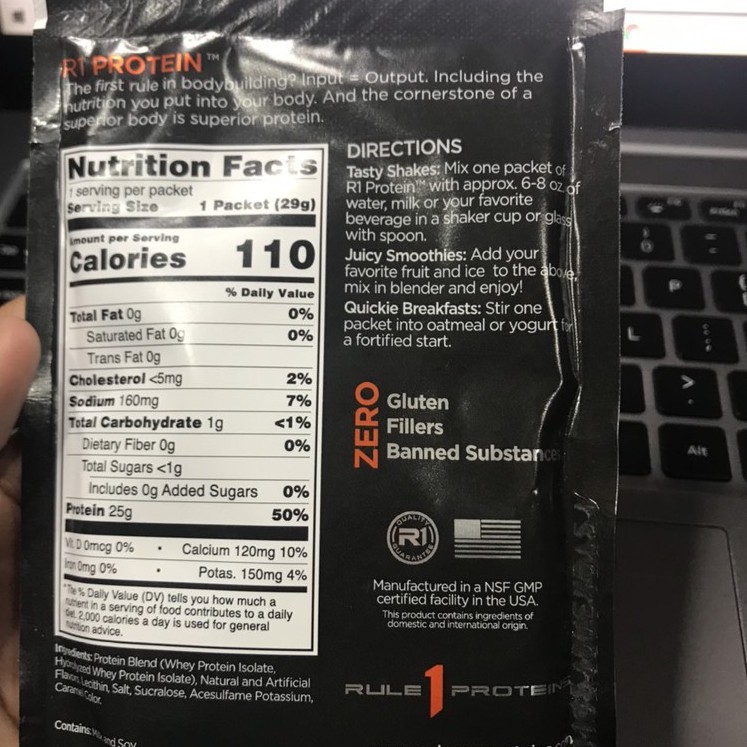 R1 PROTEIN™
The first rule in bodybuilding? Input = Output. Including the
nutrition you put into your body. And the cornerstone of a
superior body is superior protein.
Nutrition Facts
1 serving per packet
Serving Size 1 Packet (29g)
Amount per Serving
Calories 110
% Daily Value
Total Fat 0g 0%
Saturated Fat 0g 0%
Trans Fat 0g
Cholesterol <5mg 2%
Sodium 160mg 7%
Total Carbohydrate 1g <1%
Dietary Fiber 0g 0%
Total Sugars <1g
Includes 0g Added Sugars 0%
Protein 25g 50%
Vit. D 0mcg 0% • Calcium 120mg 10%
Iron 0mg 0% • Potas. 150mg 4%
*The % Daily Value (DV) tells you how much a
nutrient in a serving of food contributes to a daily
diet. 2,000 calories a day is used for general
nutrition advice.
Ingredients: Protein Blend (Whey Protein Isolate,
Hydrolyzed Whey Protein Isolate), Natural and Artificial
Flavors, Lecithin, Salt, Sucralose, Acesulfame Potassium,
Caramel Color.
Contains: Milk and Soy
DIRECTIONS
Tasty Shakes: Mix one packet of
R1 Protein™ with approx. 6-8 oz. of
water, milk or your favorite
beverage in a shaker cup or glass
with spoon.
Juicy Smoothies: Add your
favorite fruit and ice to the above,
mix in blender and enjoy!
Quickie Breakfasts: Stir one
packet into oatmeal or yogurt for
a fortified start.
ZERO
Gluten
Fillers
Banned Substances
QUALITY
R1
GUARANTEE
Manufactured in a NSF GMP
certified facility in the USA.
This product contains ingredients of
domestic and international origin.
RULE 1 PROTEINS
P
L
Alt